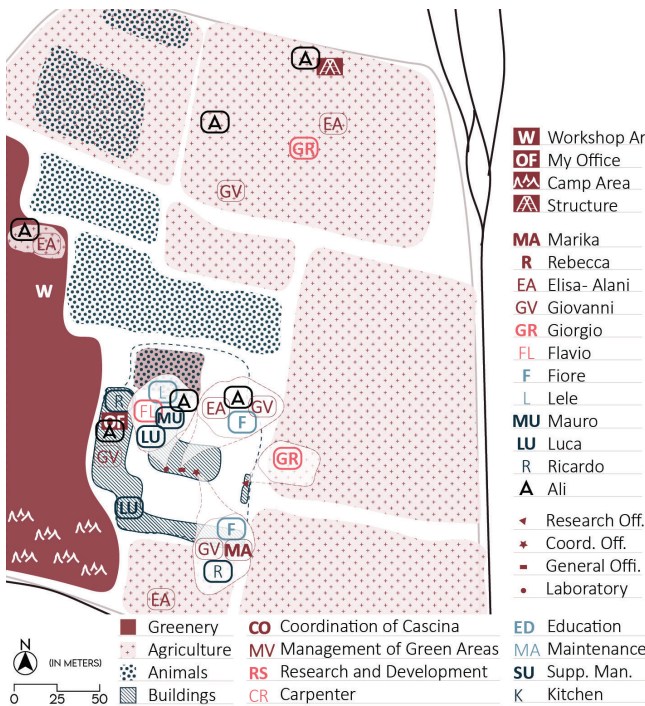 A
A
EA
GR
GV
A
EA
W
R
L
A
FL
MU
OF
A
LU
GV
A
EA
GV
F
GR
LU
F
GV
MA
R
EA
W Workshop Ar
OF My Office
Camp Area
Structure
MA Marika
R Rebecca
EA Elisa- Alani
GV Giovanni
GR Giorgio
FL Flavio
F Fiore
L Lele
MU Mauro
LU Luca
R Ricardo
A Ali
Research Off.
Coord. Off.
General Offi.
Laboratory
N
(IN METERS)
0 25 50
Greenery
Agriculture
Animals
Buildings
CO Coordination of Cascina
MV Management of Green Areas
RS Research and Development
CR Carpenter
ED Education
MA Maintenance
SU Supp. Man.
K Kitchen